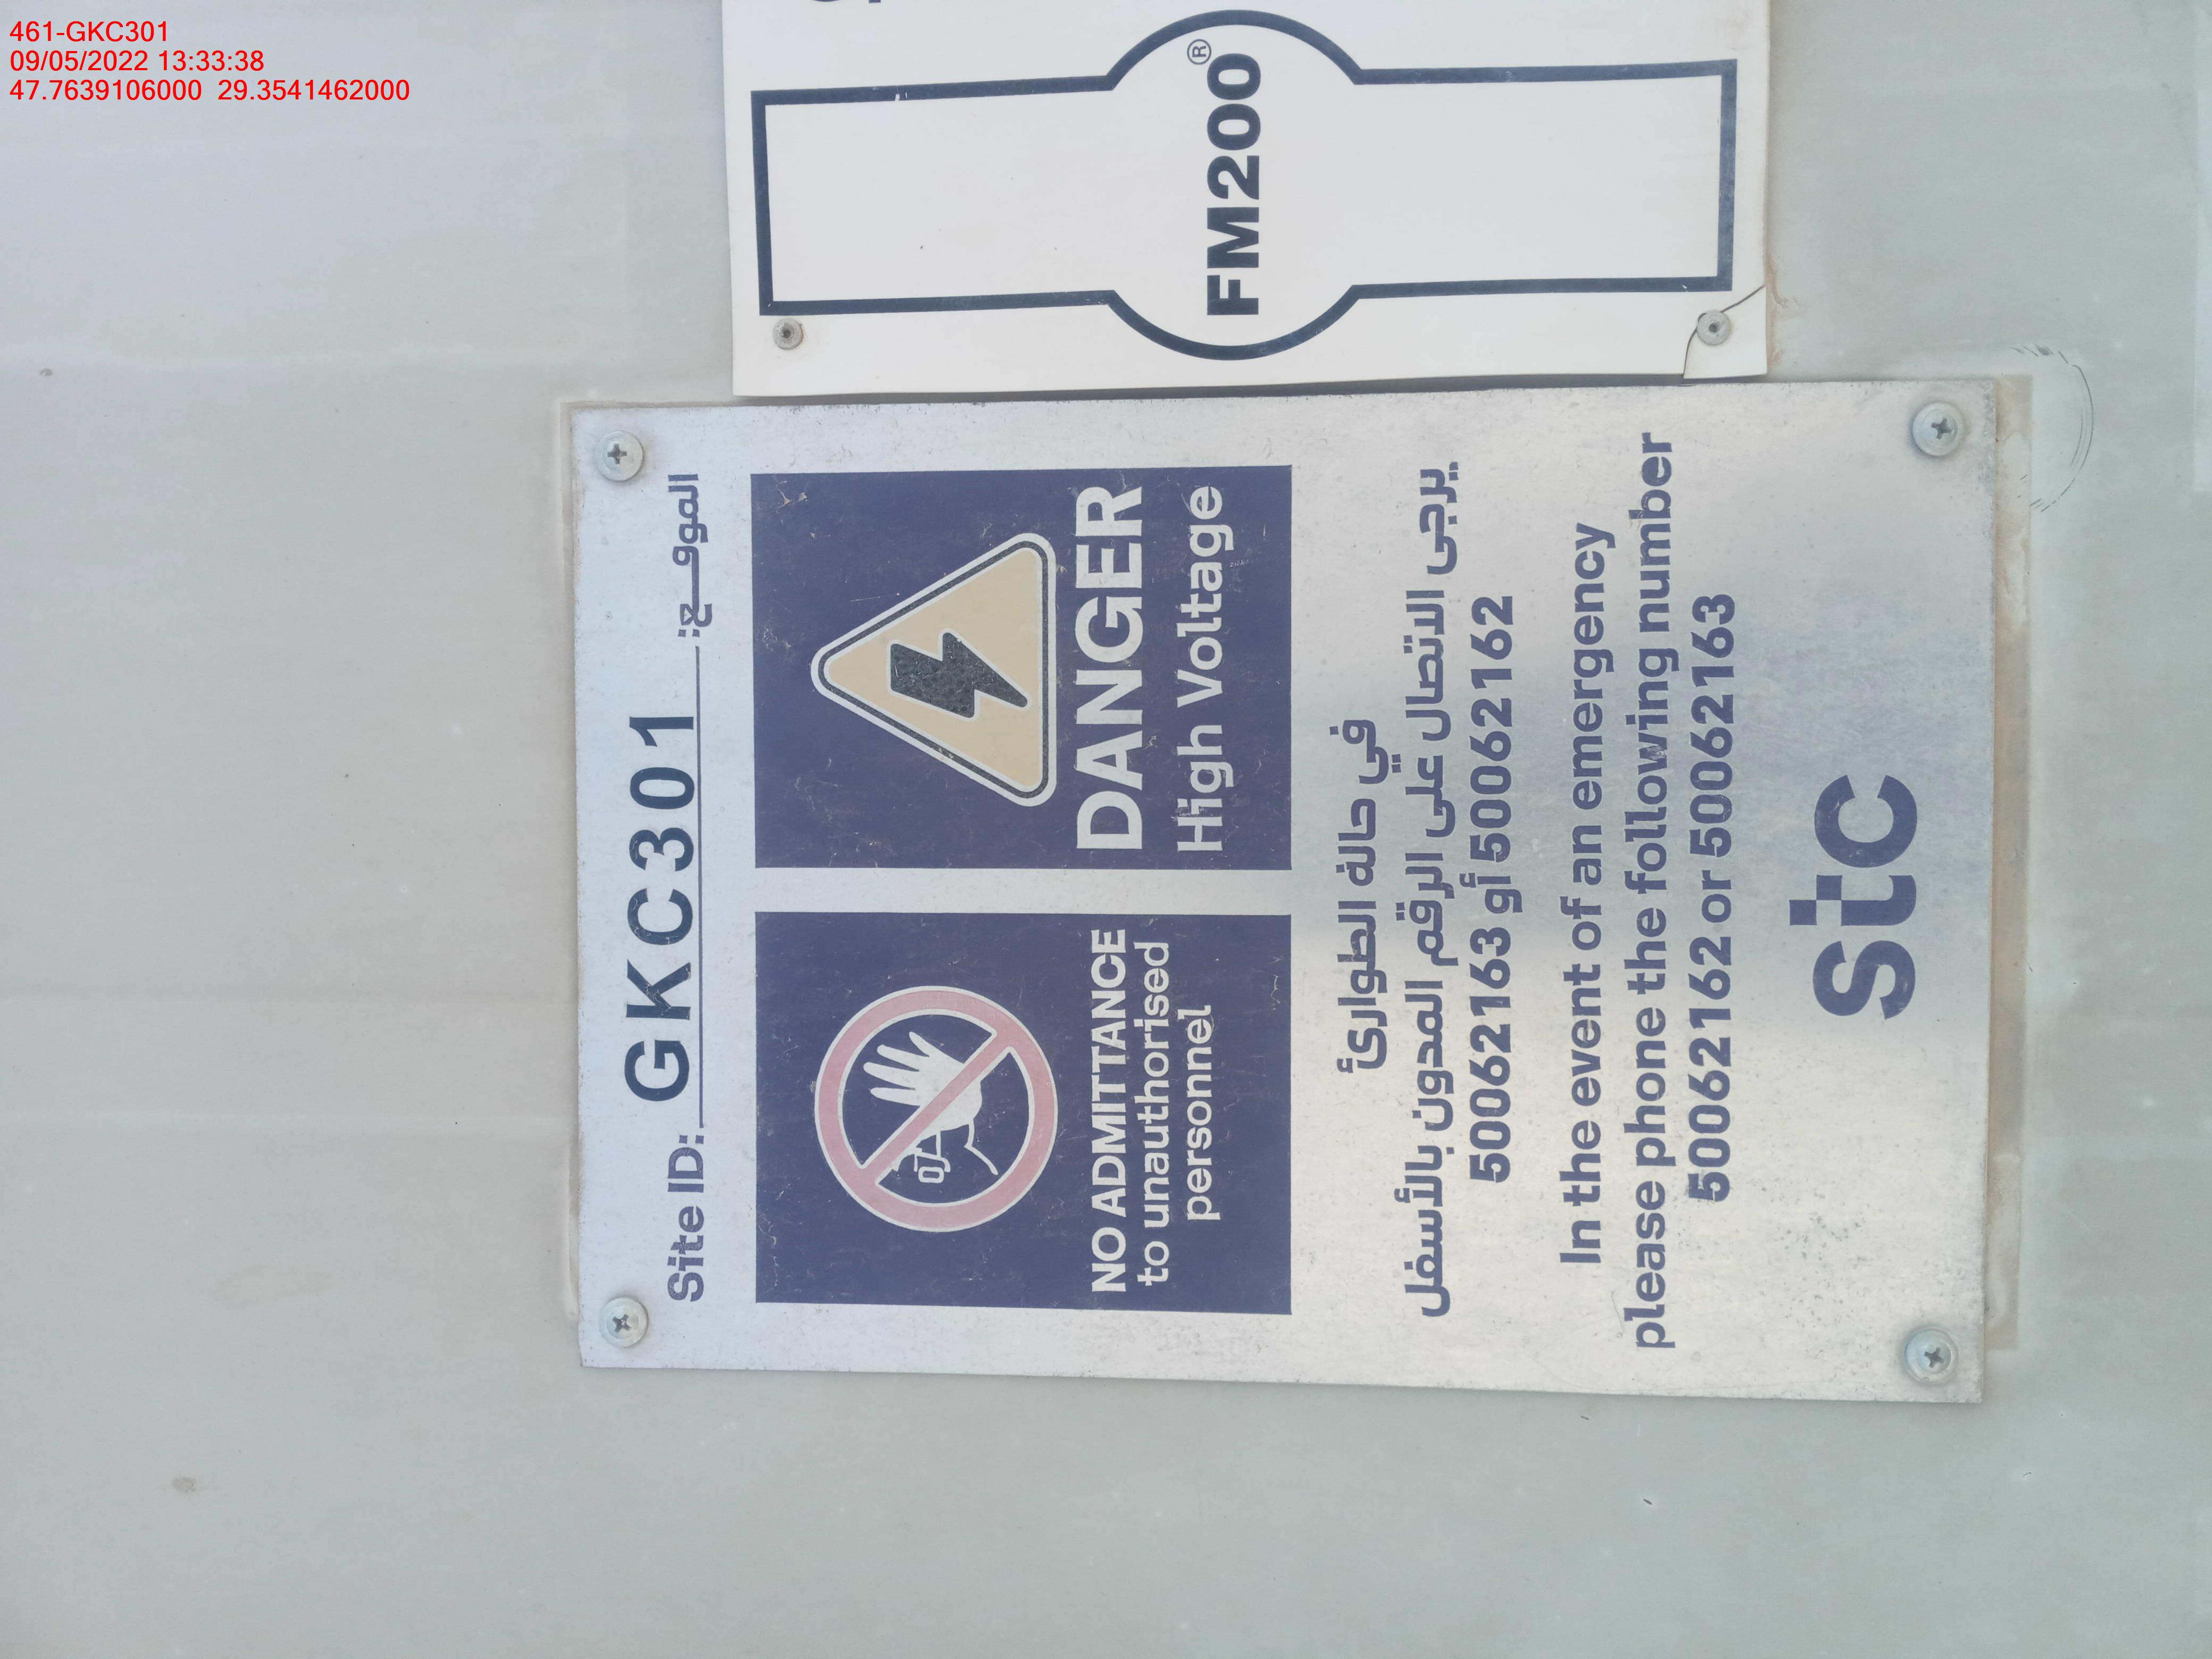 461-GKC301
09/05/2022 13:33:38
47.7639106000 29.3541462000
FM200®
Site ID: GKC301 الموقــع:
NO ADMITTANCE
to unauthorised
personnel
DANGER
High Voltage
في حالة الطوارئ
يرجى الاتصال على الرقم المدون بالأسفل
50062163 أو 50062162
In the event of an emergency
please phone the following number
50062162 or 50062163
stc